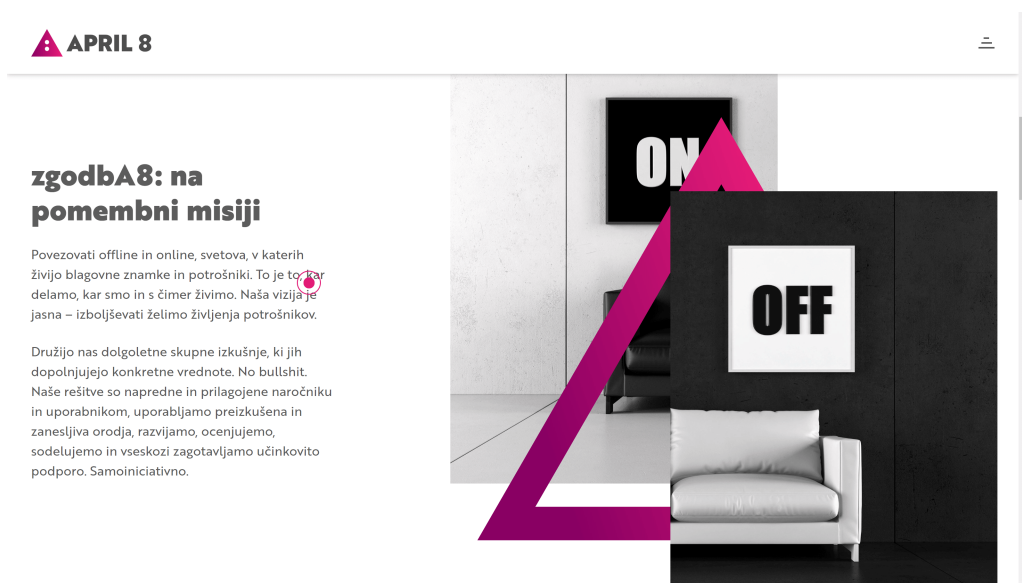 APRIL 8
zgodbA8: na
pomembni misiji
Povezovati offline in online, svetova, v katerih
živijo blagovne znamke in potrošniki. To je to, kar
delamo, kar smo in s čimer živimo. Naša vizija je
jasna – izboljševati želimo življenja potrošnikov.
Družijo nas dolgoletne skupne izkušnje, ki jih
dopolnjujejo konkretne vrednote. No bullshit.
Naše rešitve so napredne in prilagojene naročniku
in uporabnikom, uporabljamo preizkušena in
zanesljiva orodja, razvijamo, ocenjujemo,
sodelujemo in vseskozi zagotavljamo učinkovito
podporo. Samoiniciativno.
ON
OFF